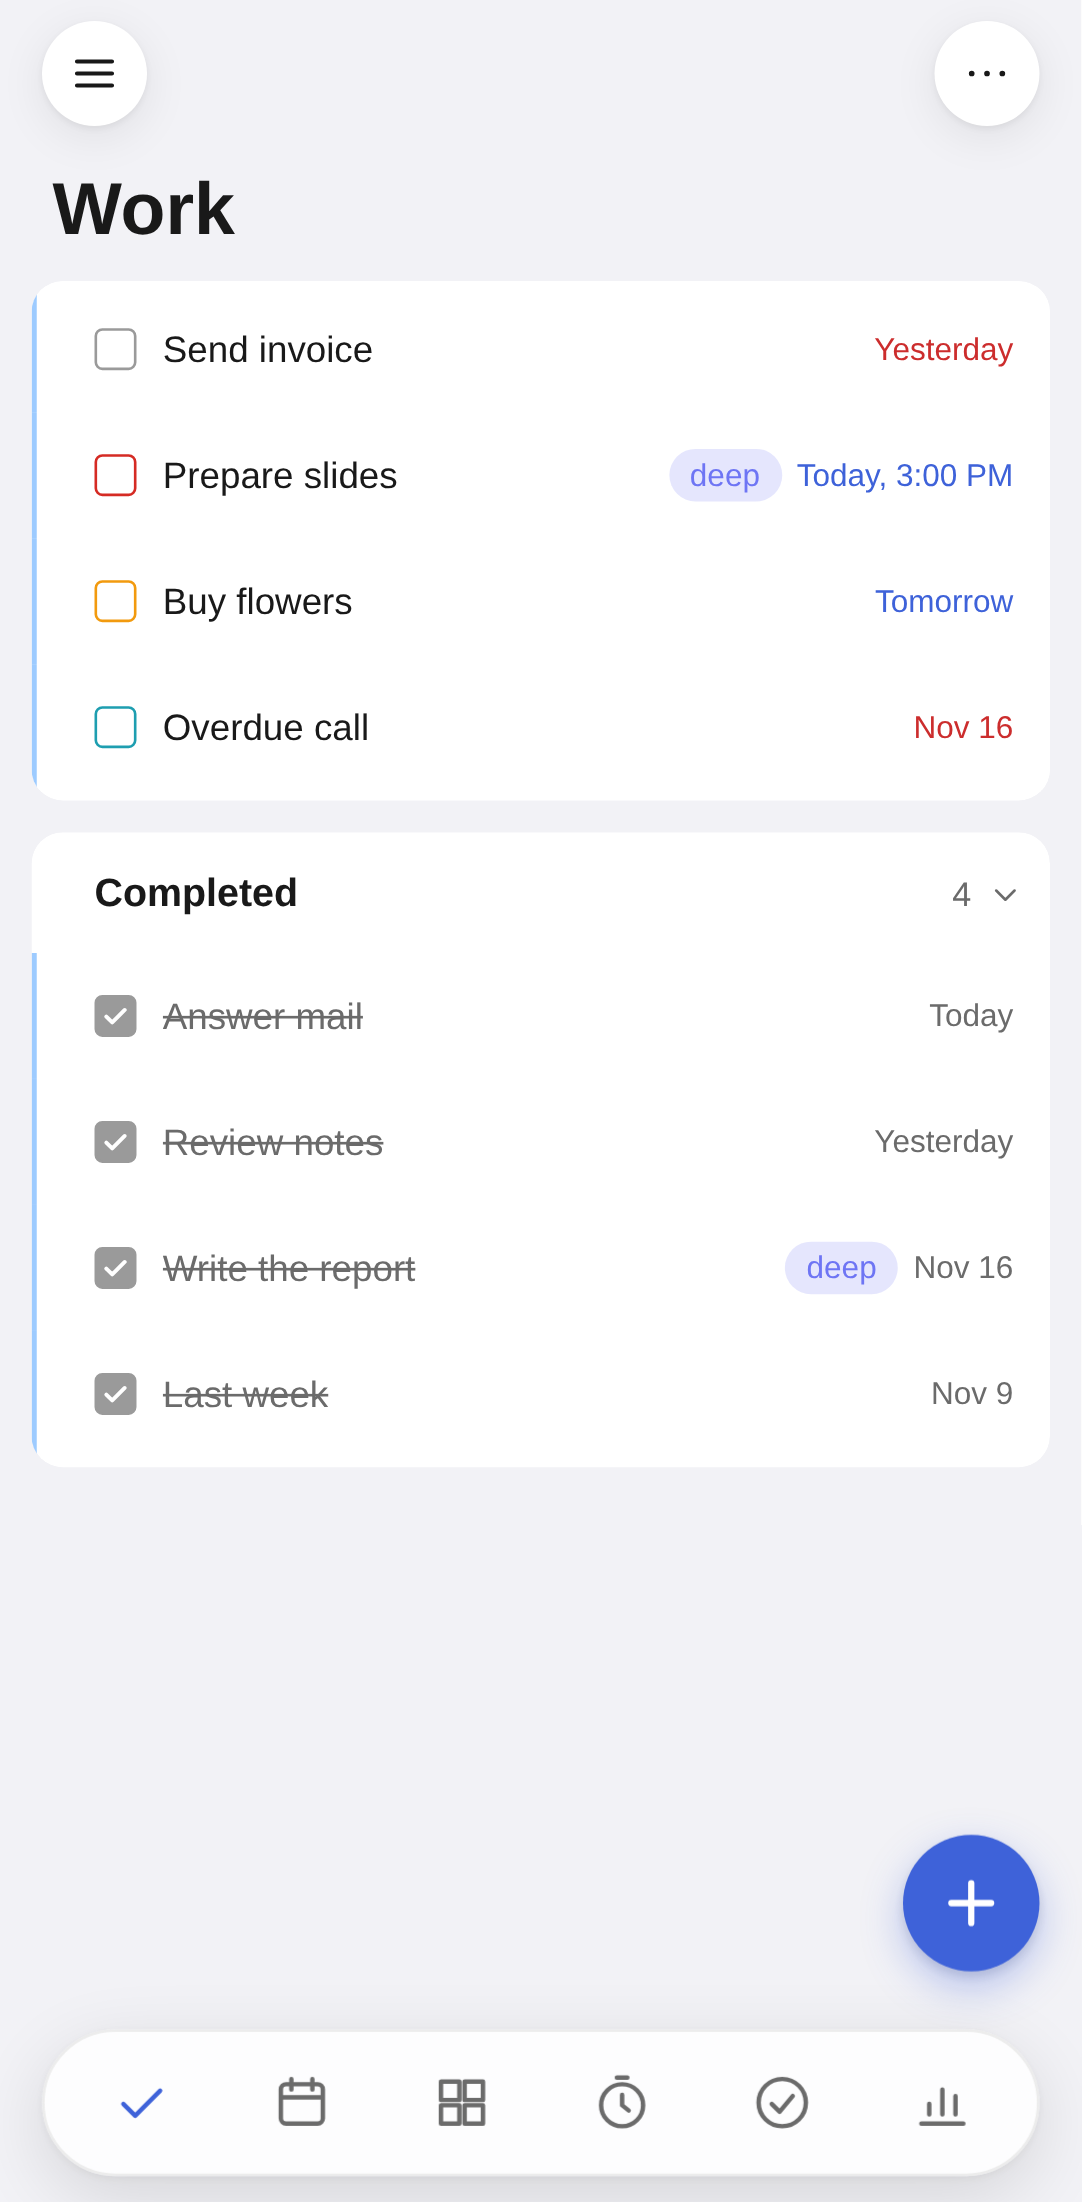 Work
Send invoice Yesterday
Prepare slides deep Today, 3:00 PM
Buy flowers Tomorrow
Overdue call Nov 16
Completed 4
Answer mail Today
Review notes Yesterday
Write the report deep Nov 16
Last week Nov 9